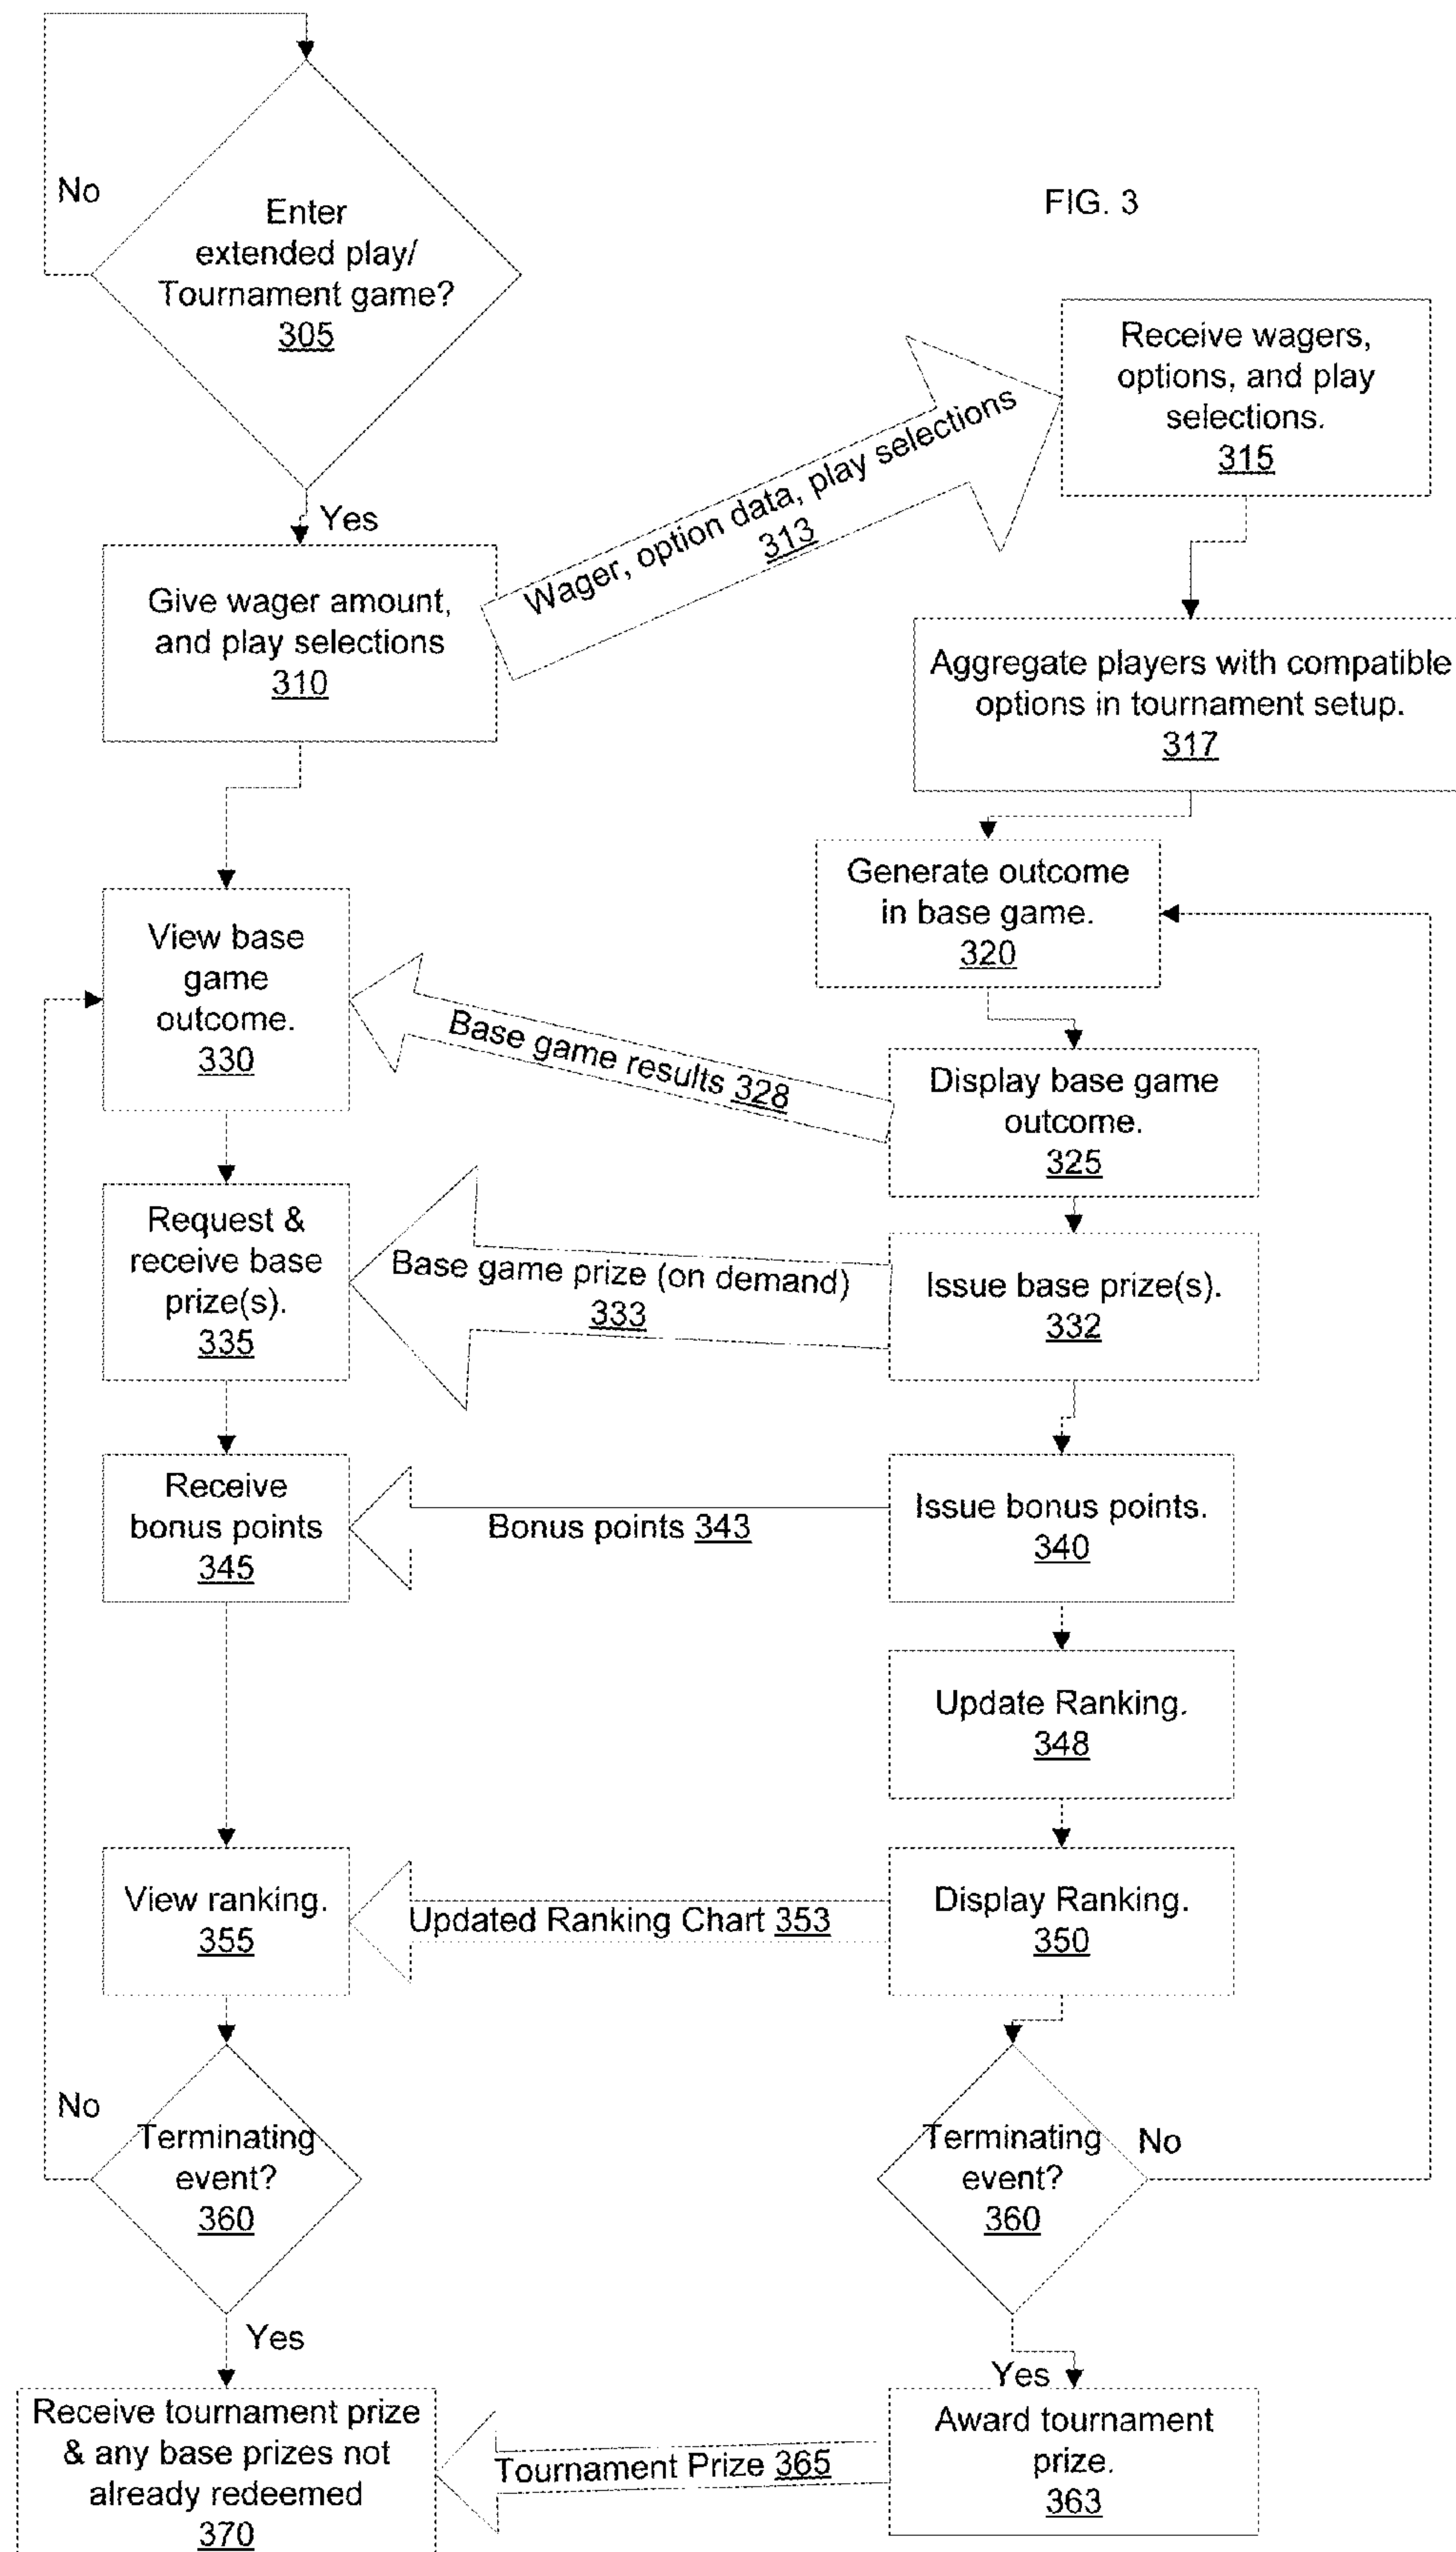 No
Enter
extended play/
Tournament game?
305
Yes
FIG. 3
Give wager amount,
and play selections
310
Wager, option data, play selections
313
Receive wagers,
options, and play
selections.
315
Aggregate players with compatible
options in tournament setup.
317
Generate outcome
in base game.
320
View base
game
outcome.
330
Base game results 328
Display base game
outcome.
325
Request &
receive base
prize(s).
335
Base game prize (on demand)
333
Issue base prize(s).
332
Receive
bonus points
345
Bonus points 343
Issue bonus points.
340
Update Ranking.
348
View ranking.
355
Updated Ranking Chart 353
Display Ranking.
350
No
Terminating
event?
360
Yes
Terminating
event?
360
No
Yes
Receive tournament prize
& any base prizes not
already redeemed
370
Tournament Prize 365
Award tournament
prize.
363